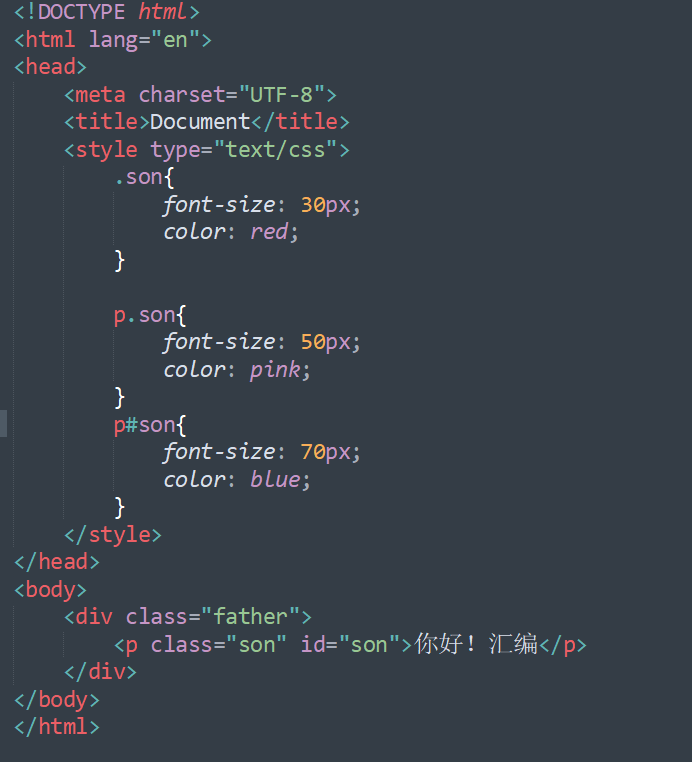 <!DOCTYPE html>
<html lang="en">
<head>
    <meta charset="UTF-8">
    <title>Document</title>
    <style type="text/css">
        .son{
            font-size: 30px;
            color: red;
        }

        p.son{
            font-size: 50px;
            color: pink;
        }
        p#son{
            font-size: 70px;
            color: blue;
        }
    </style>
</head>
<body>
    <div class="father">
        <p class="son" id="son">你好！汇编</p>
    </div>
</body>
</html>